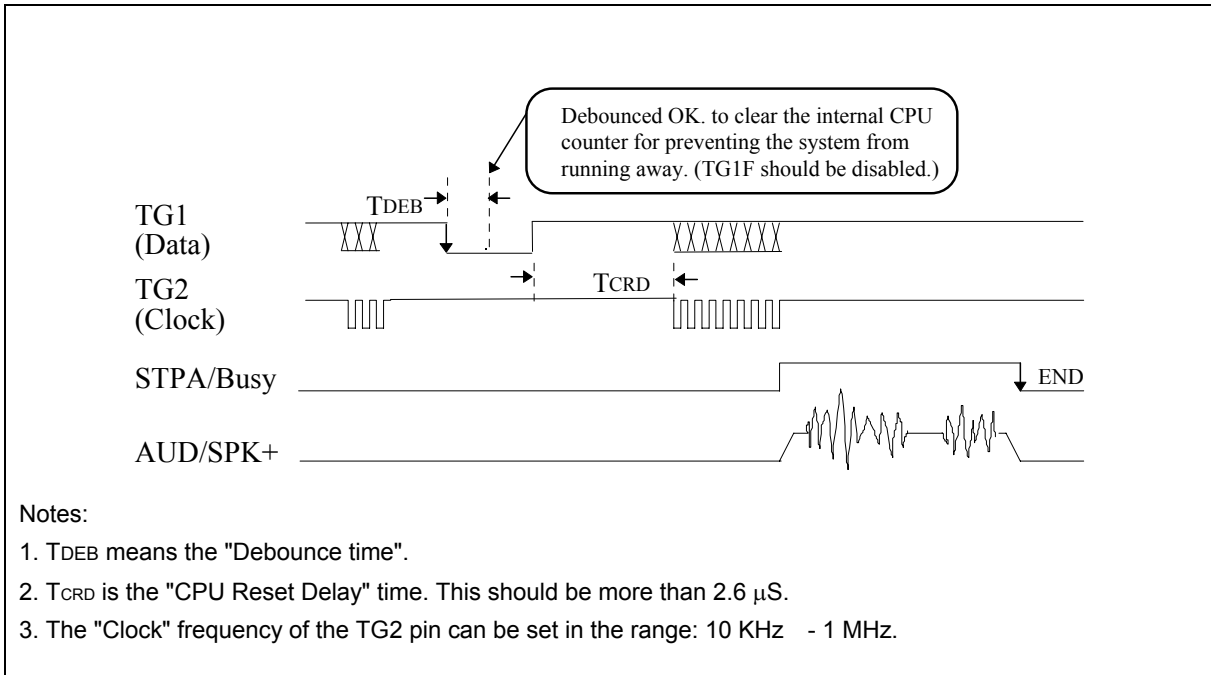 Debounced OK. to clear the internal CPU
counter for preventing the system from
running away. (TG1F should be disabled.)
TDEB
TG1
(Data)
TCRD
TG2
(Clock)
STPA/Busy
END
AUD/SPK+
Notes:
1. TDEB means the "Debounce time".
2. TCRD is the "CPU Reset Delay" time. This should be more than 2.6 μS.
3. The "Clock" frequency of the TG2 pin can be set in the range: 10 KHz - 1 MHz.